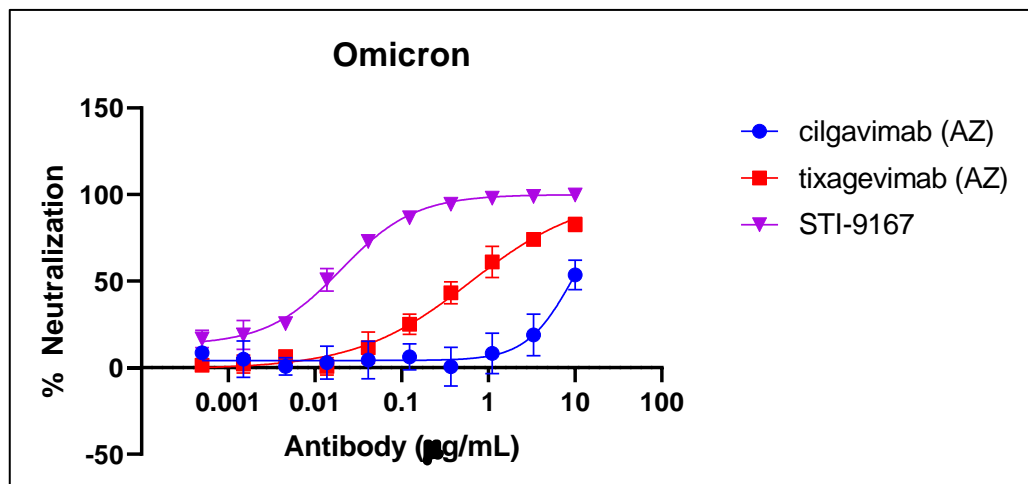 Omicron
150
100
50
0
-50
% Neutralization
0.001 0.01 0.1 1 10 100
Antibody (μg/mL)
cilgavimab (AZ)
tixagevimab (AZ)
STI-9167